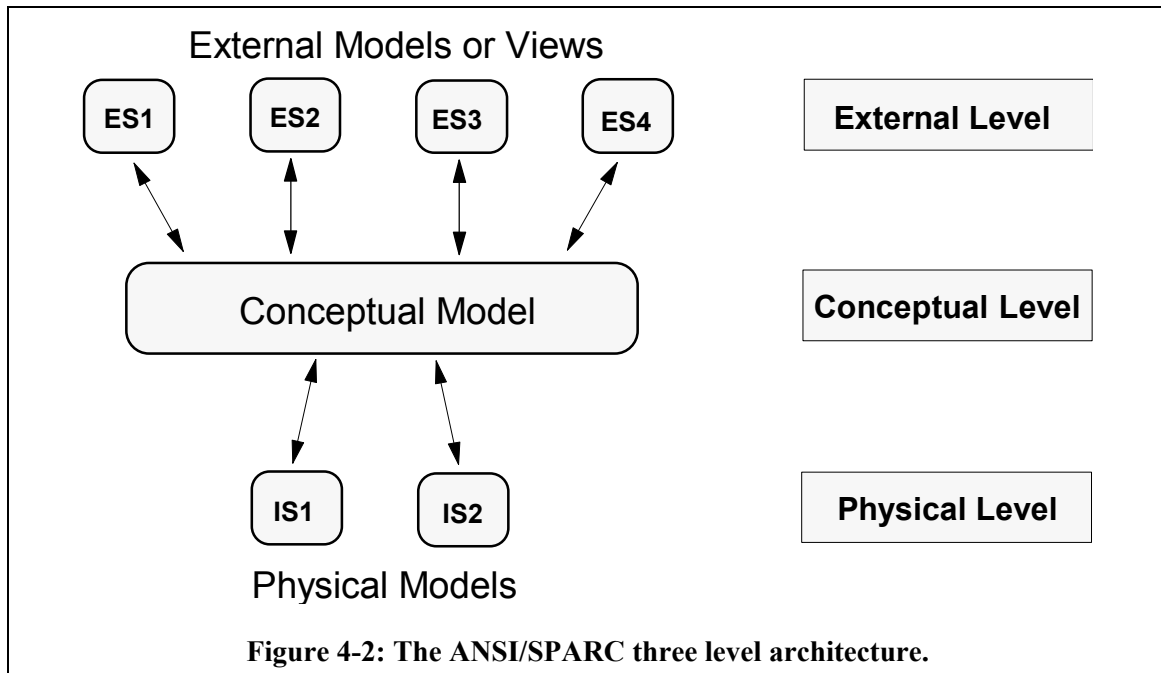 External Models or Views
ES1 ES2 ES3 ES4 External Level
Conceptual Model Conceptual Level
IS1 IS2 Physical Level
Physical Models
Figure 4-2: The ANSI/SPARC three level architecture.